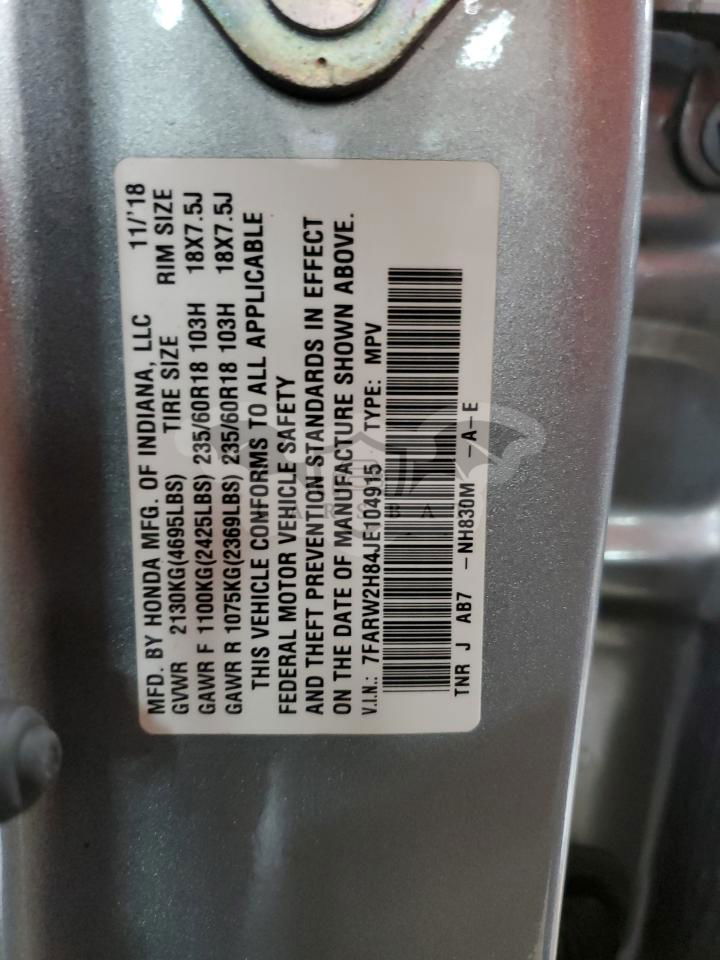 MFD. BY HONDA MFG. OF INDIANA, LLC 11/'18
GVWR 2130KG(4695LBS) TIRE SIZE RIM SIZE
GAWR F 1100KG(2425LBS) 235/60R18 103H 18X7.5J
GAWR R 1075KG(2369LBS) 235/60R18 103H 18X7.5J
THIS VEHICLE CONFORMS TO ALL APPLICABLE
FEDERAL MOTOR VEHICLE SAFETY
AND THEFT PREVENTION STANDARDS IN EFFECT
ON THE DATE OF MANUFACTURE SHOWN ABOVE.
V.I.N.: 7FARW2H84JE104915 TYPE: MPV
TNR J AB7 -NH830M -A-E